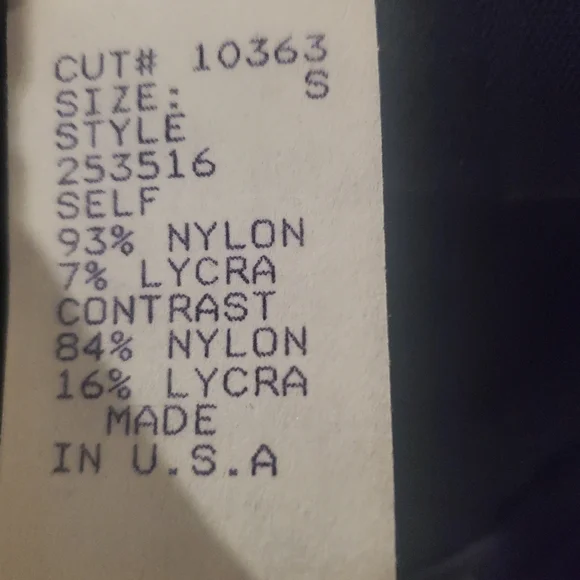 CUT# 10363
SIZE: S
STYLE
253516
SELF
93% NYLON
7% LYCRA
CONTRAST
84% NYLON
16% LYCRA
MADE
IN U.S.A